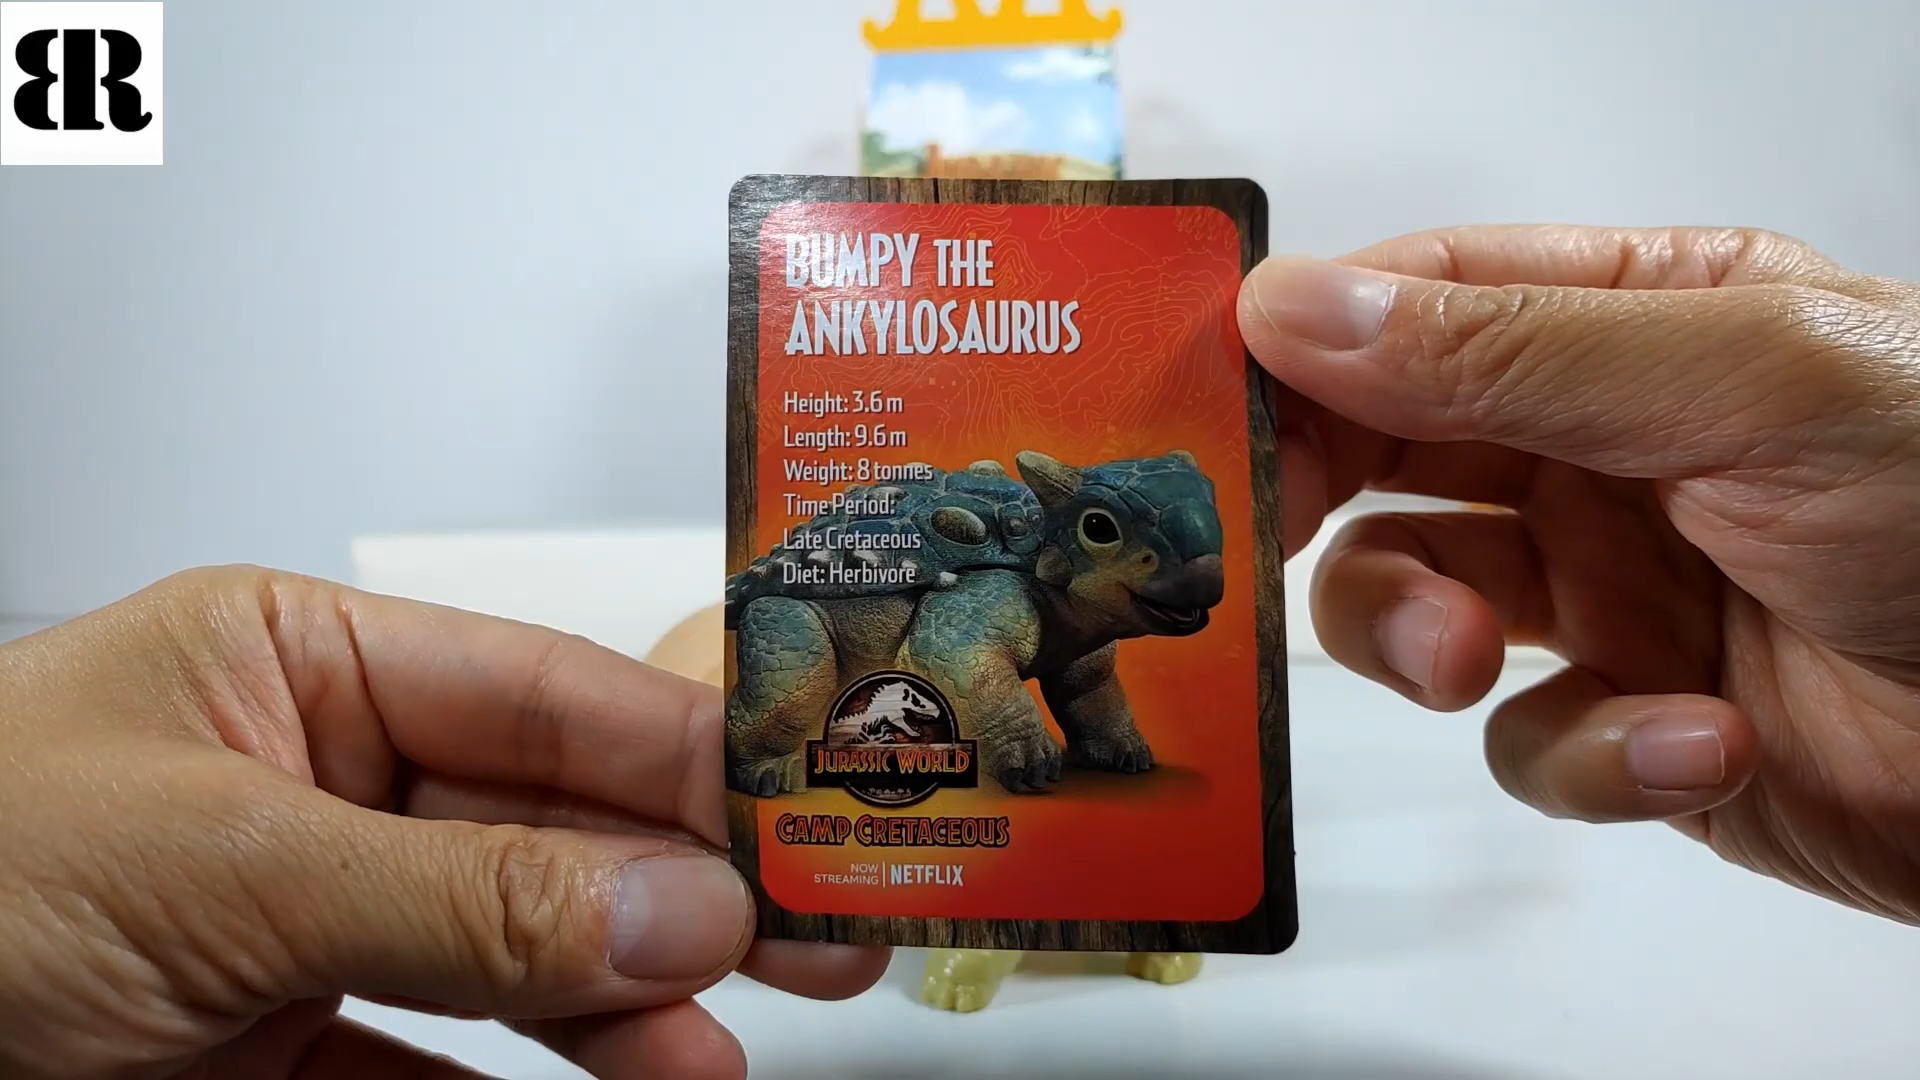 BR
BUMPY THE
ANKYLOSAURUS
Height: 3.6 m
Length: 9.6 m
Weight: 8 tonnes
Time Period:
Late Cretaceous
Diet: Herbivore
JURASSIC WORLD
CAMP CRETACEOUS
NOW
STREAMING
NETFLIX